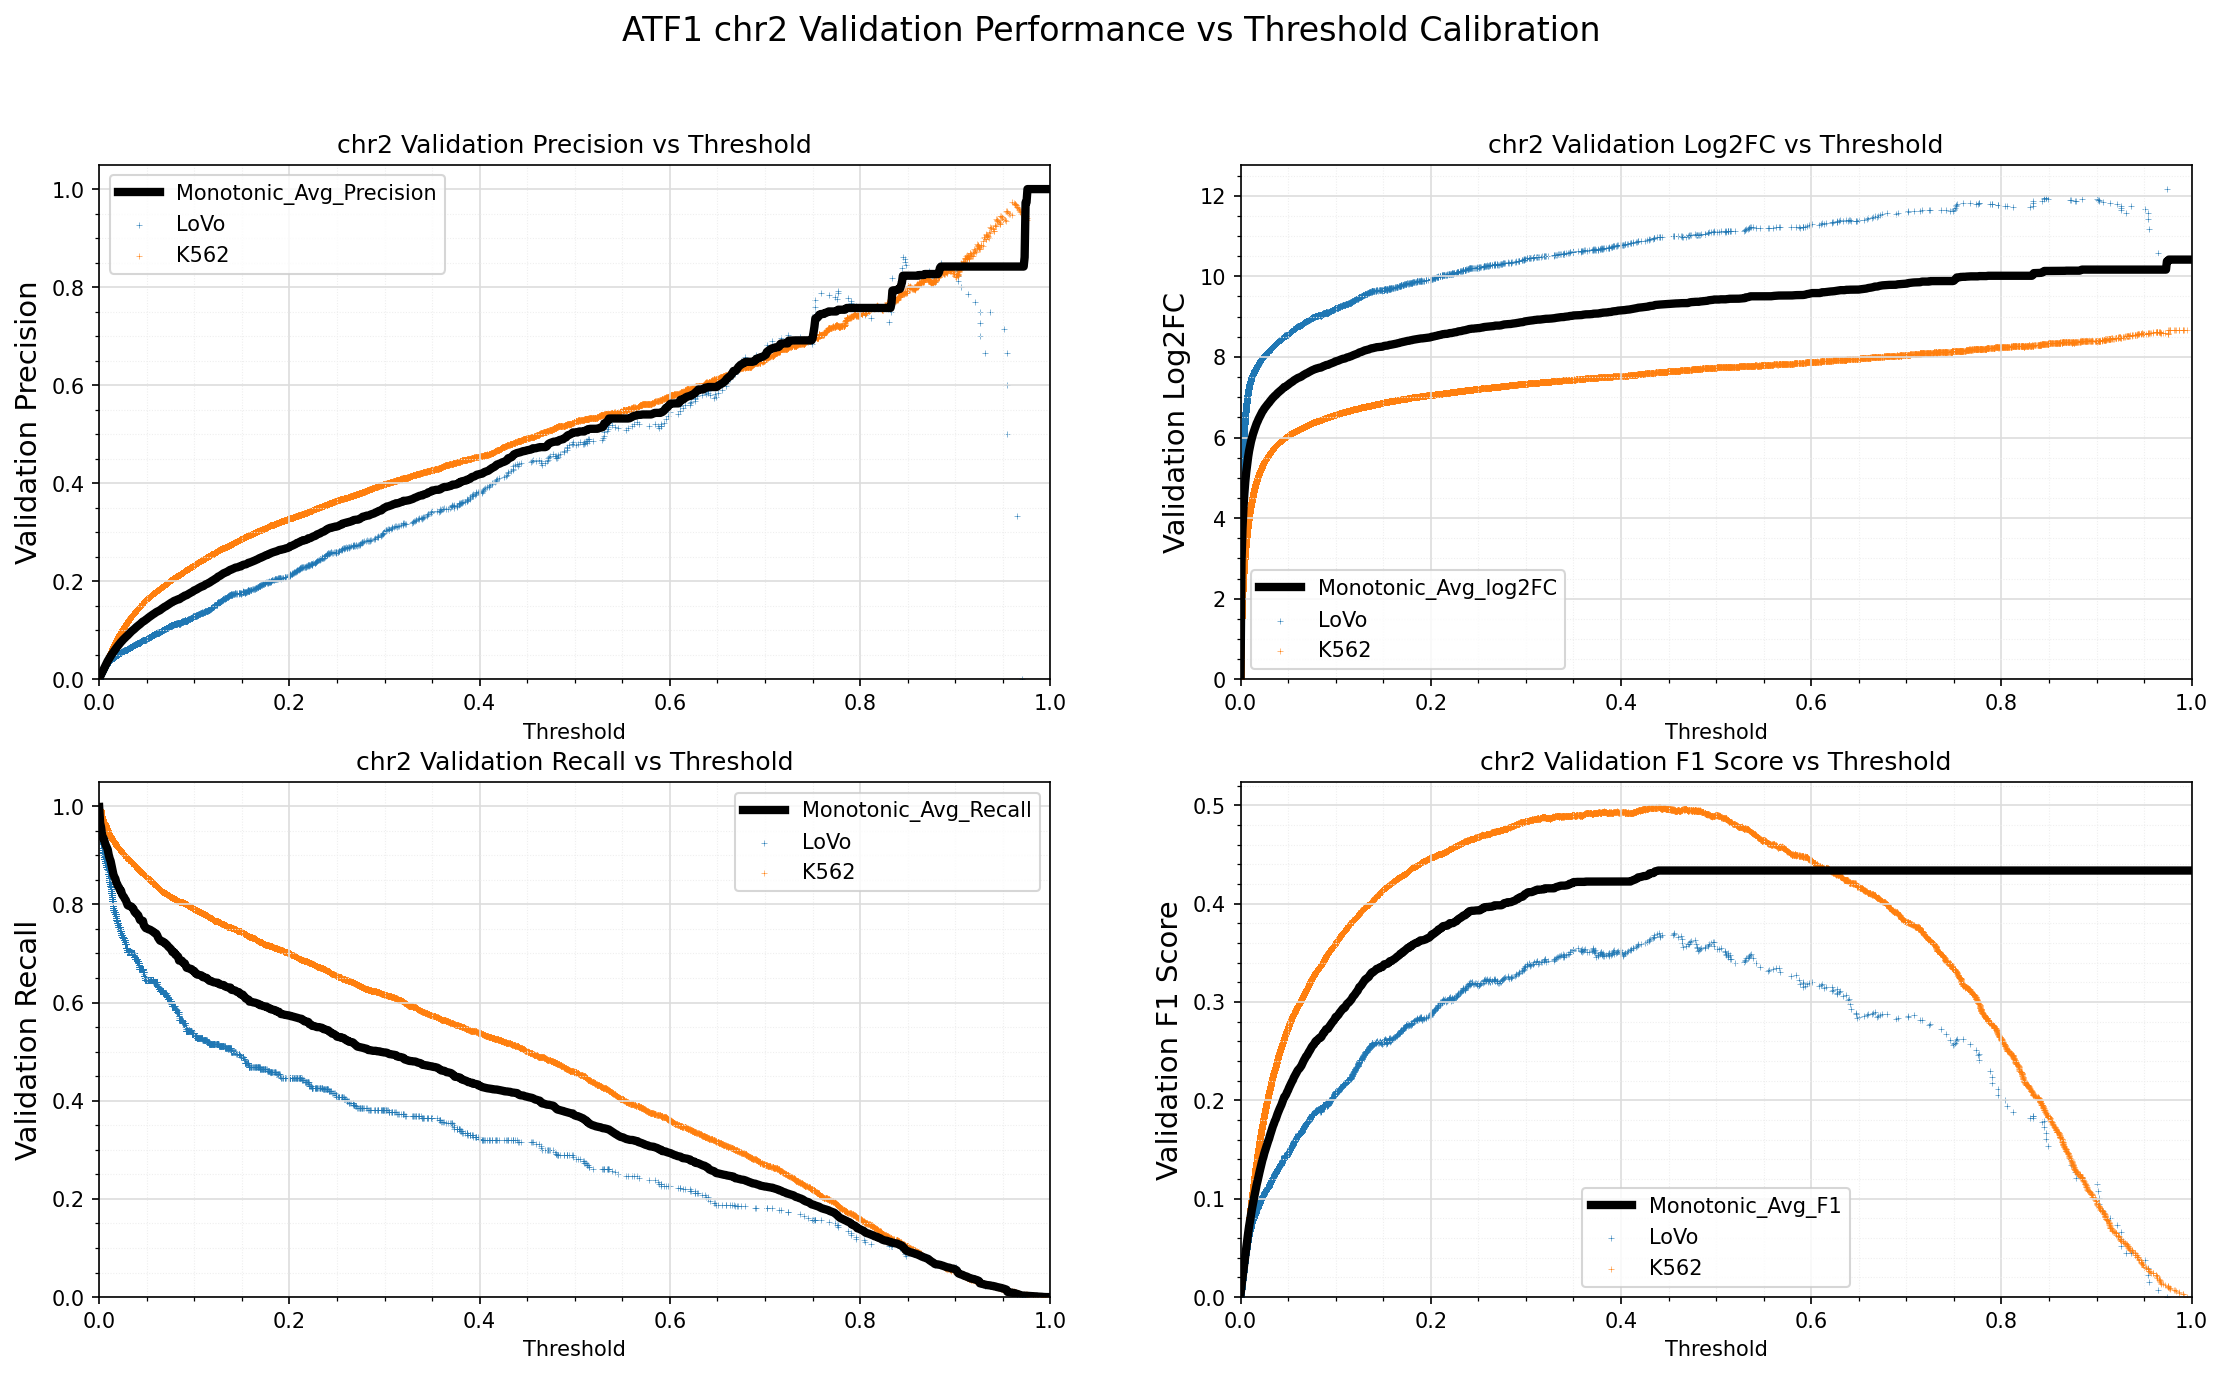 ATF1 chr2 Validation Performance vs Threshold Calibration
chr2 Validation Precision vs Threshold
Validation Precision
1.0
0.8
0.6
0.4
0.2
0.0
Monotonic_Avg_Precision
LoVo
K562
0.0 0.2 0.4 0.6 0.8 1.0
Threshold
chr2 Validation Log2FC vs Threshold
Validation Log2FC
12
10
8
6
4
2
0
Monotonic_Avg_log2FC
LoVo
K562
0.0 0.2 0.4 0.6 0.8 1.0
Threshold
chr2 Validation Recall vs Threshold
Validation Recall
1.0
0.8
0.6
0.4
0.2
0.0
Monotonic_Avg_Recall
LoVo
K562
0.0 0.2 0.4 0.6 0.8 1.0
Threshold
chr2 Validation F1 Score vs Threshold
Validation F1 Score
0.5
0.4
0.3
0.2
0.1
0.0
Monotonic_Avg_F1
LoVo
K562
0.0 0.2 0.4 0.6 0.8 1.0
Threshold